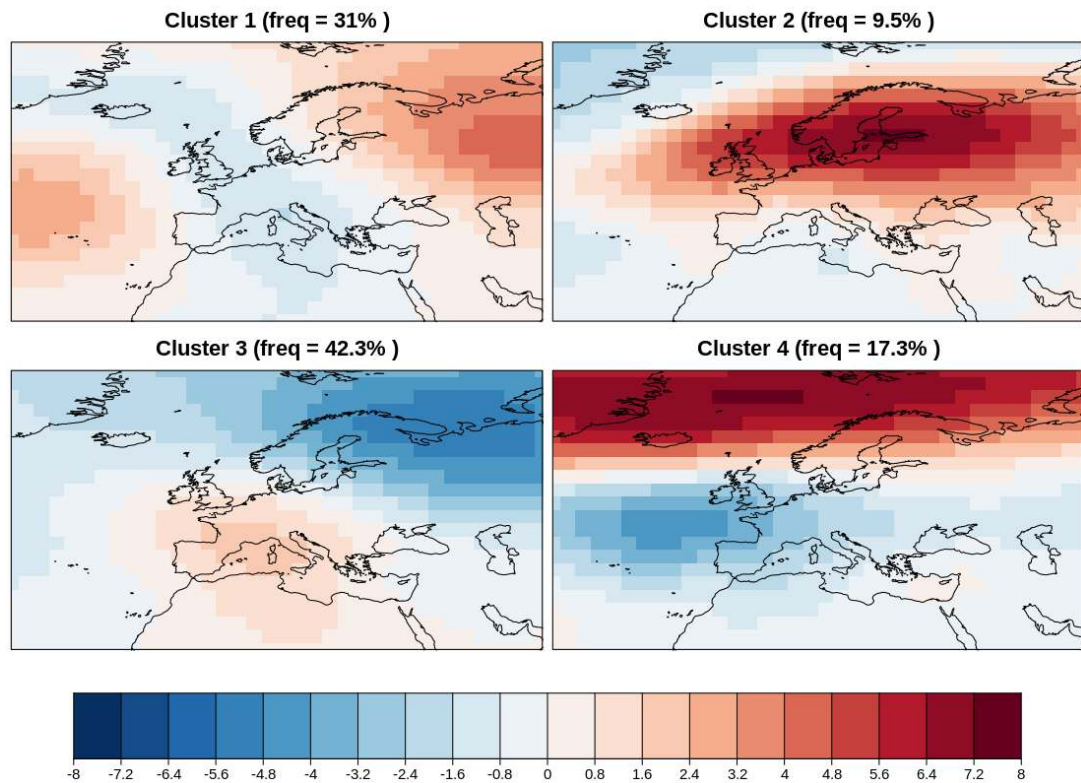 Cluster 1 (freq = 31% )
Cluster 2 (freq = 9.5% )
Cluster 3 (freq = 42.3% )
Cluster 4 (freq = 17.3% )
-8 -7.2 -6.4 -5.6 -4.8 -4 -3.2 -2.4 -1.6 -0.8 0 0.8 1.6 2.4 3.2 4 4.8 5.6 6.4 7.2 8